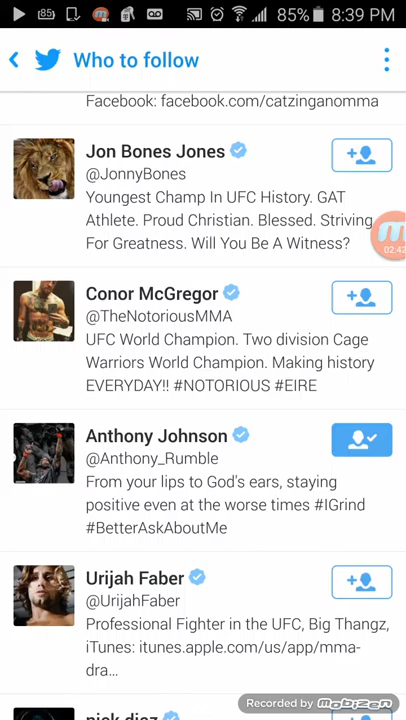 85
85% 8:39 PM
Who to follow
Facebook: facebook.com/catzinganomma
Jon Bones Jones
@JonnyBones
Youngest Champ In UFC History. GAT
Athlete. Proud Christian. Blessed. Striving
For Greatness. Will You Be A Witness?
02:42
Conor McGregor
@TheNotoriousMMA
UFC World Champion. Two division Cage
Warriors World Champion. Making history
EVERYDAY!! #NOTORIOUS #EIRE
Anthony Johnson
@Anthony_Rumble
From your lips to God's ears, staying
positive even at the worse times #IGrind
#BetterAskAboutMe
Urijah Faber
@UrijahFaber
Professional Fighter in the UFC, Big Thangz,
iTunes: itunes.apple.com/us/app/mma-
dra...
nick diaz
Recorded by Mobizen